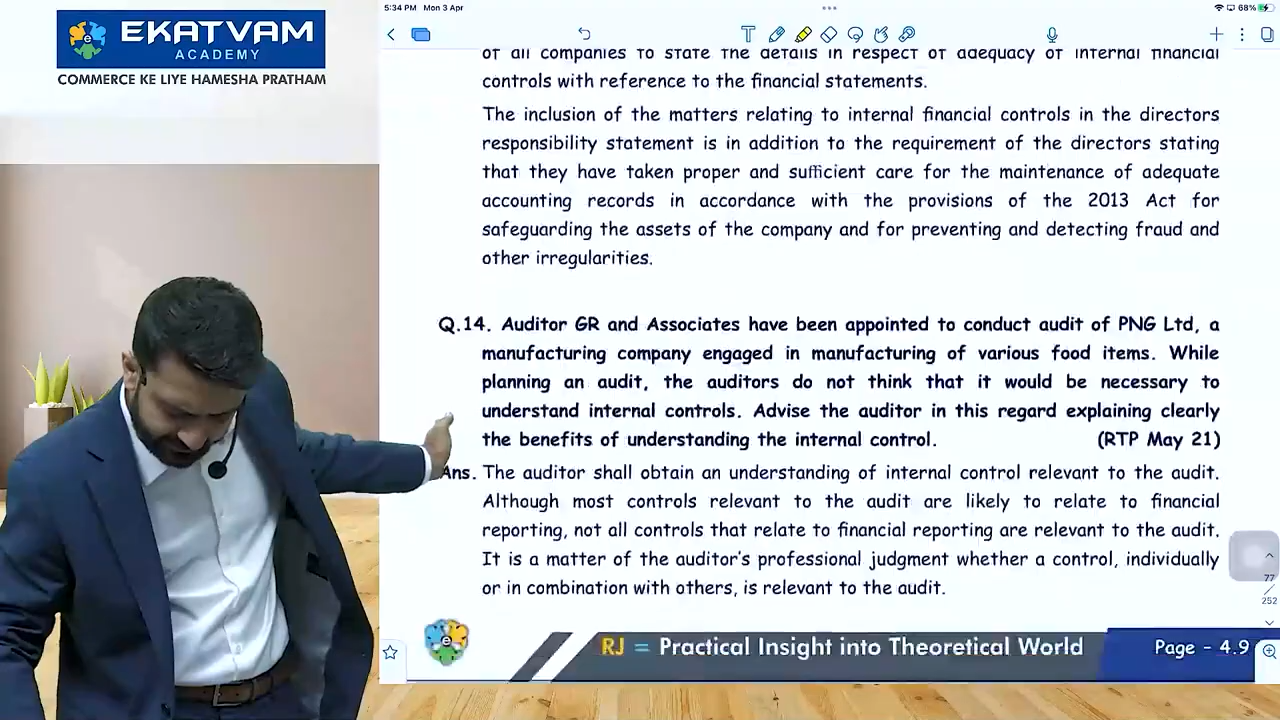 5:34 PM Mon 3 Apr
68%
EKATVAM
ACADEMY
COMMERCE KE LIYE HAMESHA PRATHAM
of all companies to state the details in respect of adequacy of internal financial
controls with reference to the financial statements.
The inclusion of the matters relating to internal financial controls in the directors
responsibility statement is in addition to the requirement of the directors stating
that they have taken proper and sufficient care for the maintenance of adequate
accounting records in accordance with the provisions of the 2013 Act for
safeguarding the assets of the company and for preventing and detecting fraud and
other irregularities.
Q.14. Auditor GR and Associates have been appointed to conduct audit of PNG Ltd, a
manufacturing company engaged in manufacturing of various food items. While
planning an audit, the auditors do not think that it would be necessary to
understand internal controls. Advise the auditor in this regard explaining clearly
the benefits of understanding the internal control. (RTP May 21)
Ans. The auditor shall obtain an understanding of internal control relevant to the audit.
Although most controls relevant to the audit are likely to relate to financial
reporting, not all controls that relate to financial reporting are relevant to the audit.
It is a matter of the auditor's professional judgment whether a control, individually
or in combination with others, is relevant to the audit.
77
252
RJ = Practical Insight into Theoretical World
Page - 4.9